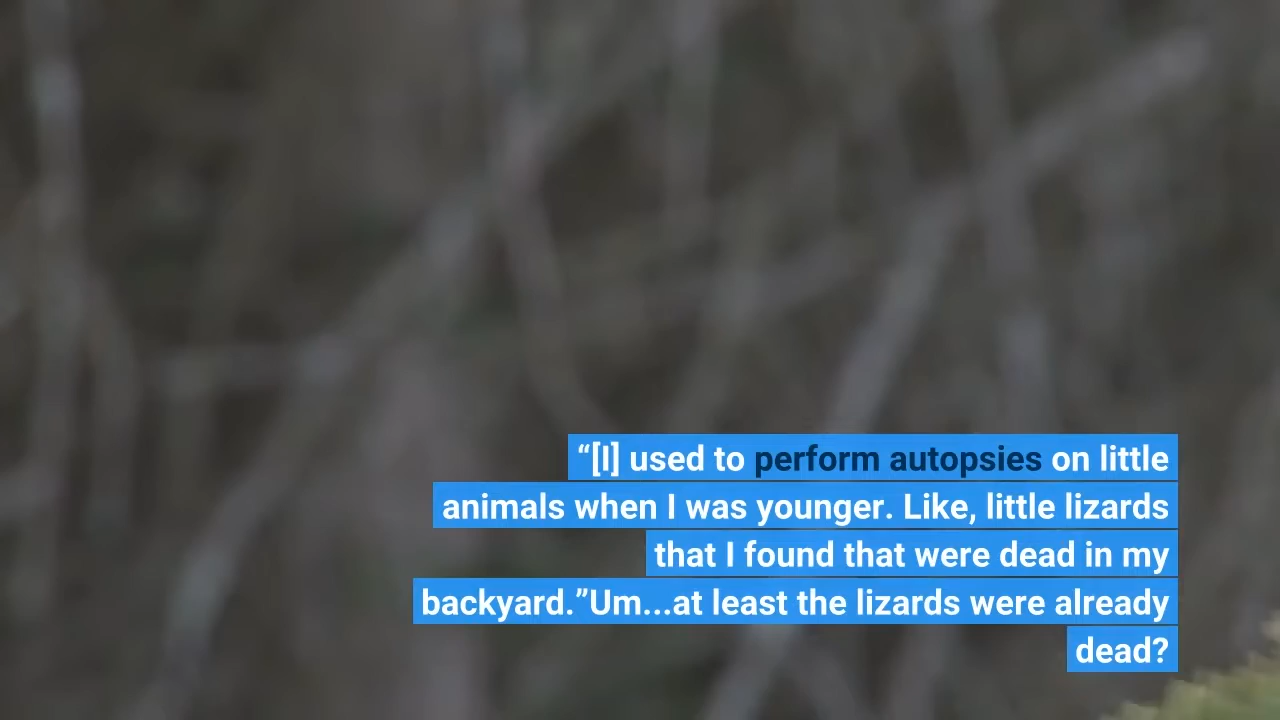 “[I] used to perform autopsies on little
animals when I was younger. Like, little lizards
that I found that were dead in my
backyard.”Um...at least the lizards were already
dead?